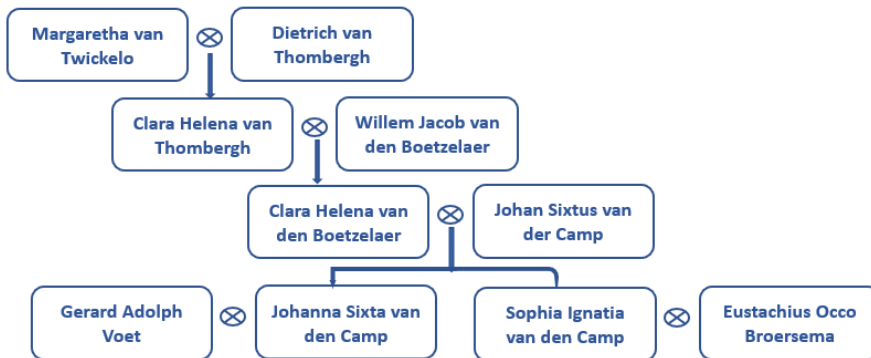 Margaretha van
Twickelo
Dietrich van
Thombergh
Clara Helena van
Thombergh
Willem Jacob van
den Boetzelaer
Clara Helena van
den Boetzelaer
Johan Sixtus van
der Camp
Gerard Adolph
Voet
Johanna Sixta van
den Camp
Sophia Ignatia
van den Camp
Eustachius Occo
Broersema